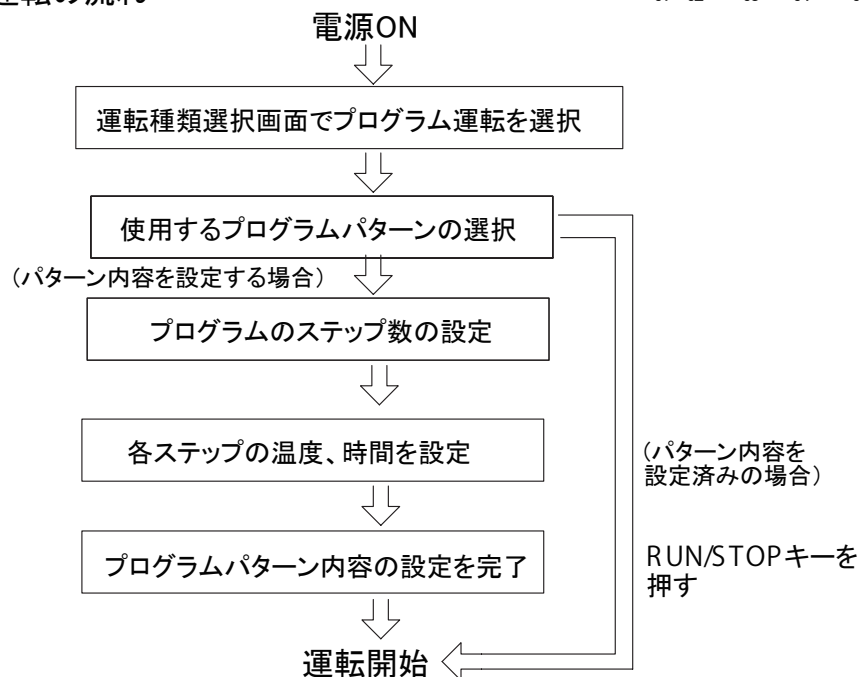 電源ON
運転種類選択画面でプログラム運転を選択
使用するプログラムパターンの選択
（パターン内容を設定する場合）
プログラムのステップ数の設定
各ステップの温度、時間を設定
（パターン内容を
設定済みの場合）
プログラムパターン内容の設定を完了
RUN/STOPキーを
押す
運転開始